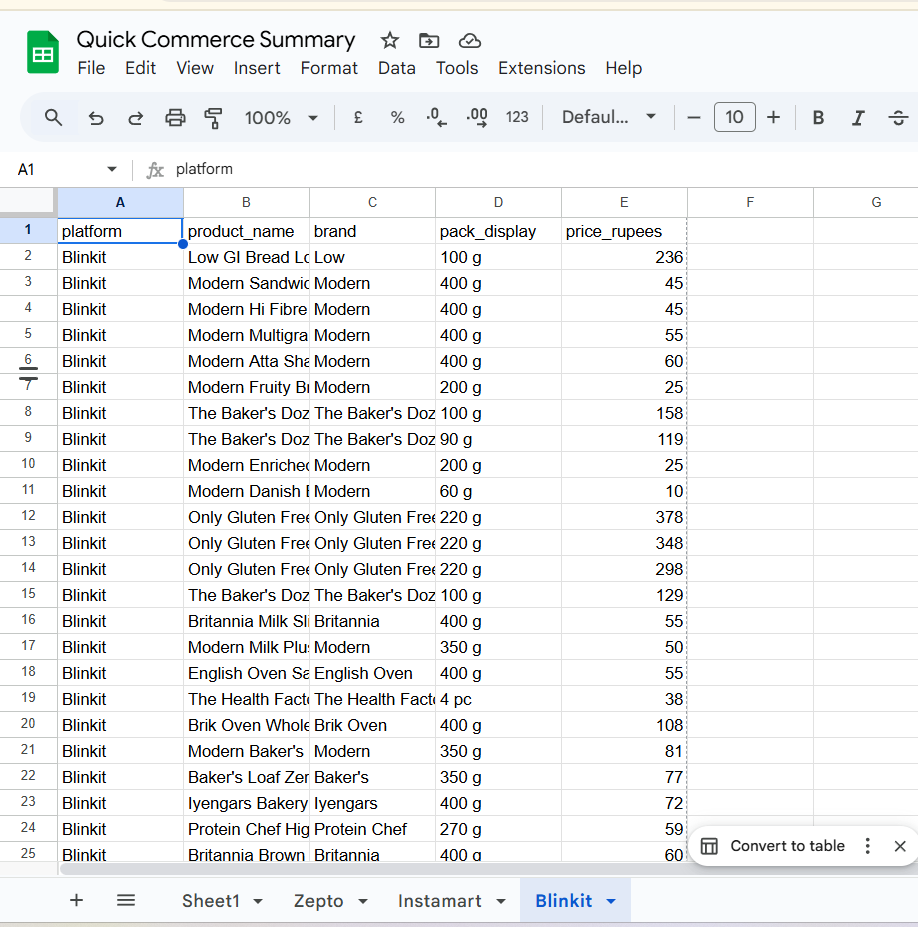 Quick Commerce Summary
File Edit View Insert Format Data Tools Extensions Help
100% £ % .0 .00 123 Defaul... 10 B I
A1 fx platform
A B C D E F G
1 platform product_name brand pack_display price_rupees
2 Blinkit Low GI Bread Lo Low 100 g 236
3 Blinkit Modern Sandwic Modern 400 g 45
4 Blinkit Modern Hi Fibre Modern 400 g 45
5 Blinkit Modern Multigra Modern 400 g 55
6 Blinkit Modern Atta Sha Modern 400 g 60
7 Blinkit Modern Fruity Br Modern 200 g 25
8 Blinkit The Baker's Doz The Baker's Doz 100 g 158
9 Blinkit The Baker's Doz The Baker's Doz 90 g 119
10 Blinkit Modern Enriched Modern 200 g 25
11 Blinkit Modern Danish Modern 60 g 10
12 Blinkit Only Gluten Free Only Gluten Free 220 g 378
13 Blinkit Only Gluten Free Only Gluten Free 220 g 348
14 Blinkit Only Gluten Free Only Gluten Free 220 g 298
15 Blinkit The Baker's Doz The Baker's Doz 100 g 129
16 Blinkit Britannia Milk Sli Britannia 400 g 55
17 Blinkit Modern Milk Plus Modern 350 g 50
18 Blinkit English Oven Sa English Oven 400 g 55
19 Blinkit The Health Facto The Health Facto 4 pc 38
20 Blinkit Brik Oven Whole Brik Oven 400 g 108
21 Blinkit Modern Baker's Modern 350 g 81
22 Blinkit Baker's Loaf Zer Baker's 350 g 77
23 Blinkit Iyengars Bakery Iyengars 400 g 72
24 Blinkit Protein Chef Hig Protein Chef 270 g 59
25 Blinkit Britannia Brown Britannia 400 g 60
Convert to table
Sheet1 Zepto Instamart Blinkit